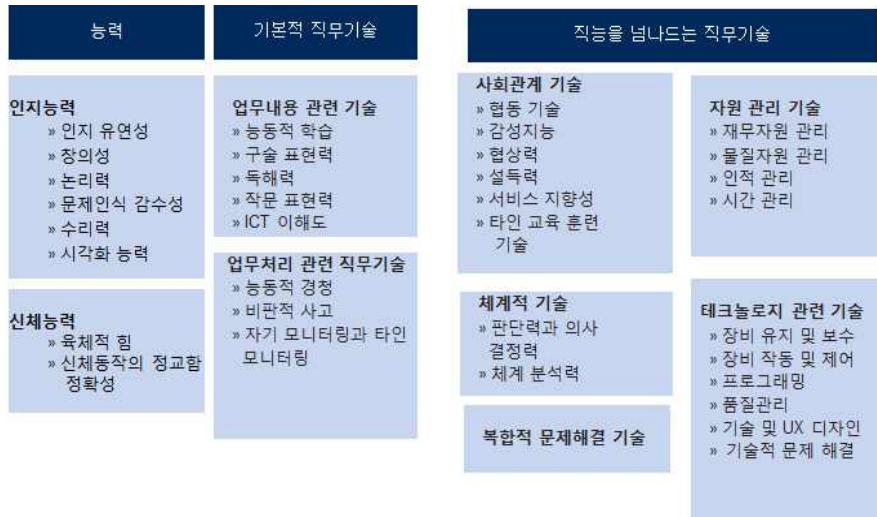 능력
인지능력
» 인지 유연성
» 창의성
» 논리력
» 문제인식 감수성
» 수리력
» 시각화 능력
신체능력
» 육체적 힘
» 신체동작의 정교함
정확성
기본적 직무기술
업무내용 관련 기술
» 능동적 학습
» 구술 표현력
» 독해력
» 작문 표현력
» ICT 이해도
업무처리 관련 직무기술
» 능동적 경청
» 비판적 사고
» 자기 모니터링과 타인
모니터링
직능을 넘나드는 직무기술
사회관계 기술
» 협동 기술
» 감성지능
» 협상력
» 설득력
» 서비스 지향성
» 타인 교육 훈련
기술
체계적 기술
» 판단력과 의사
결정력
» 체계 분석력
복합적 문제해결 기술
자원 관리 기술
» 재무자원 관리
» 물질자원 관리
» 인적 관리
» 시간 관리
테크놀로지 관련 기술
» 장비 유지 및 보수
» 장비 작동 및 제어
» 프로그래밍
» 품질관리
» 기술 및 UX 디자인
» 기술적 문제 해결